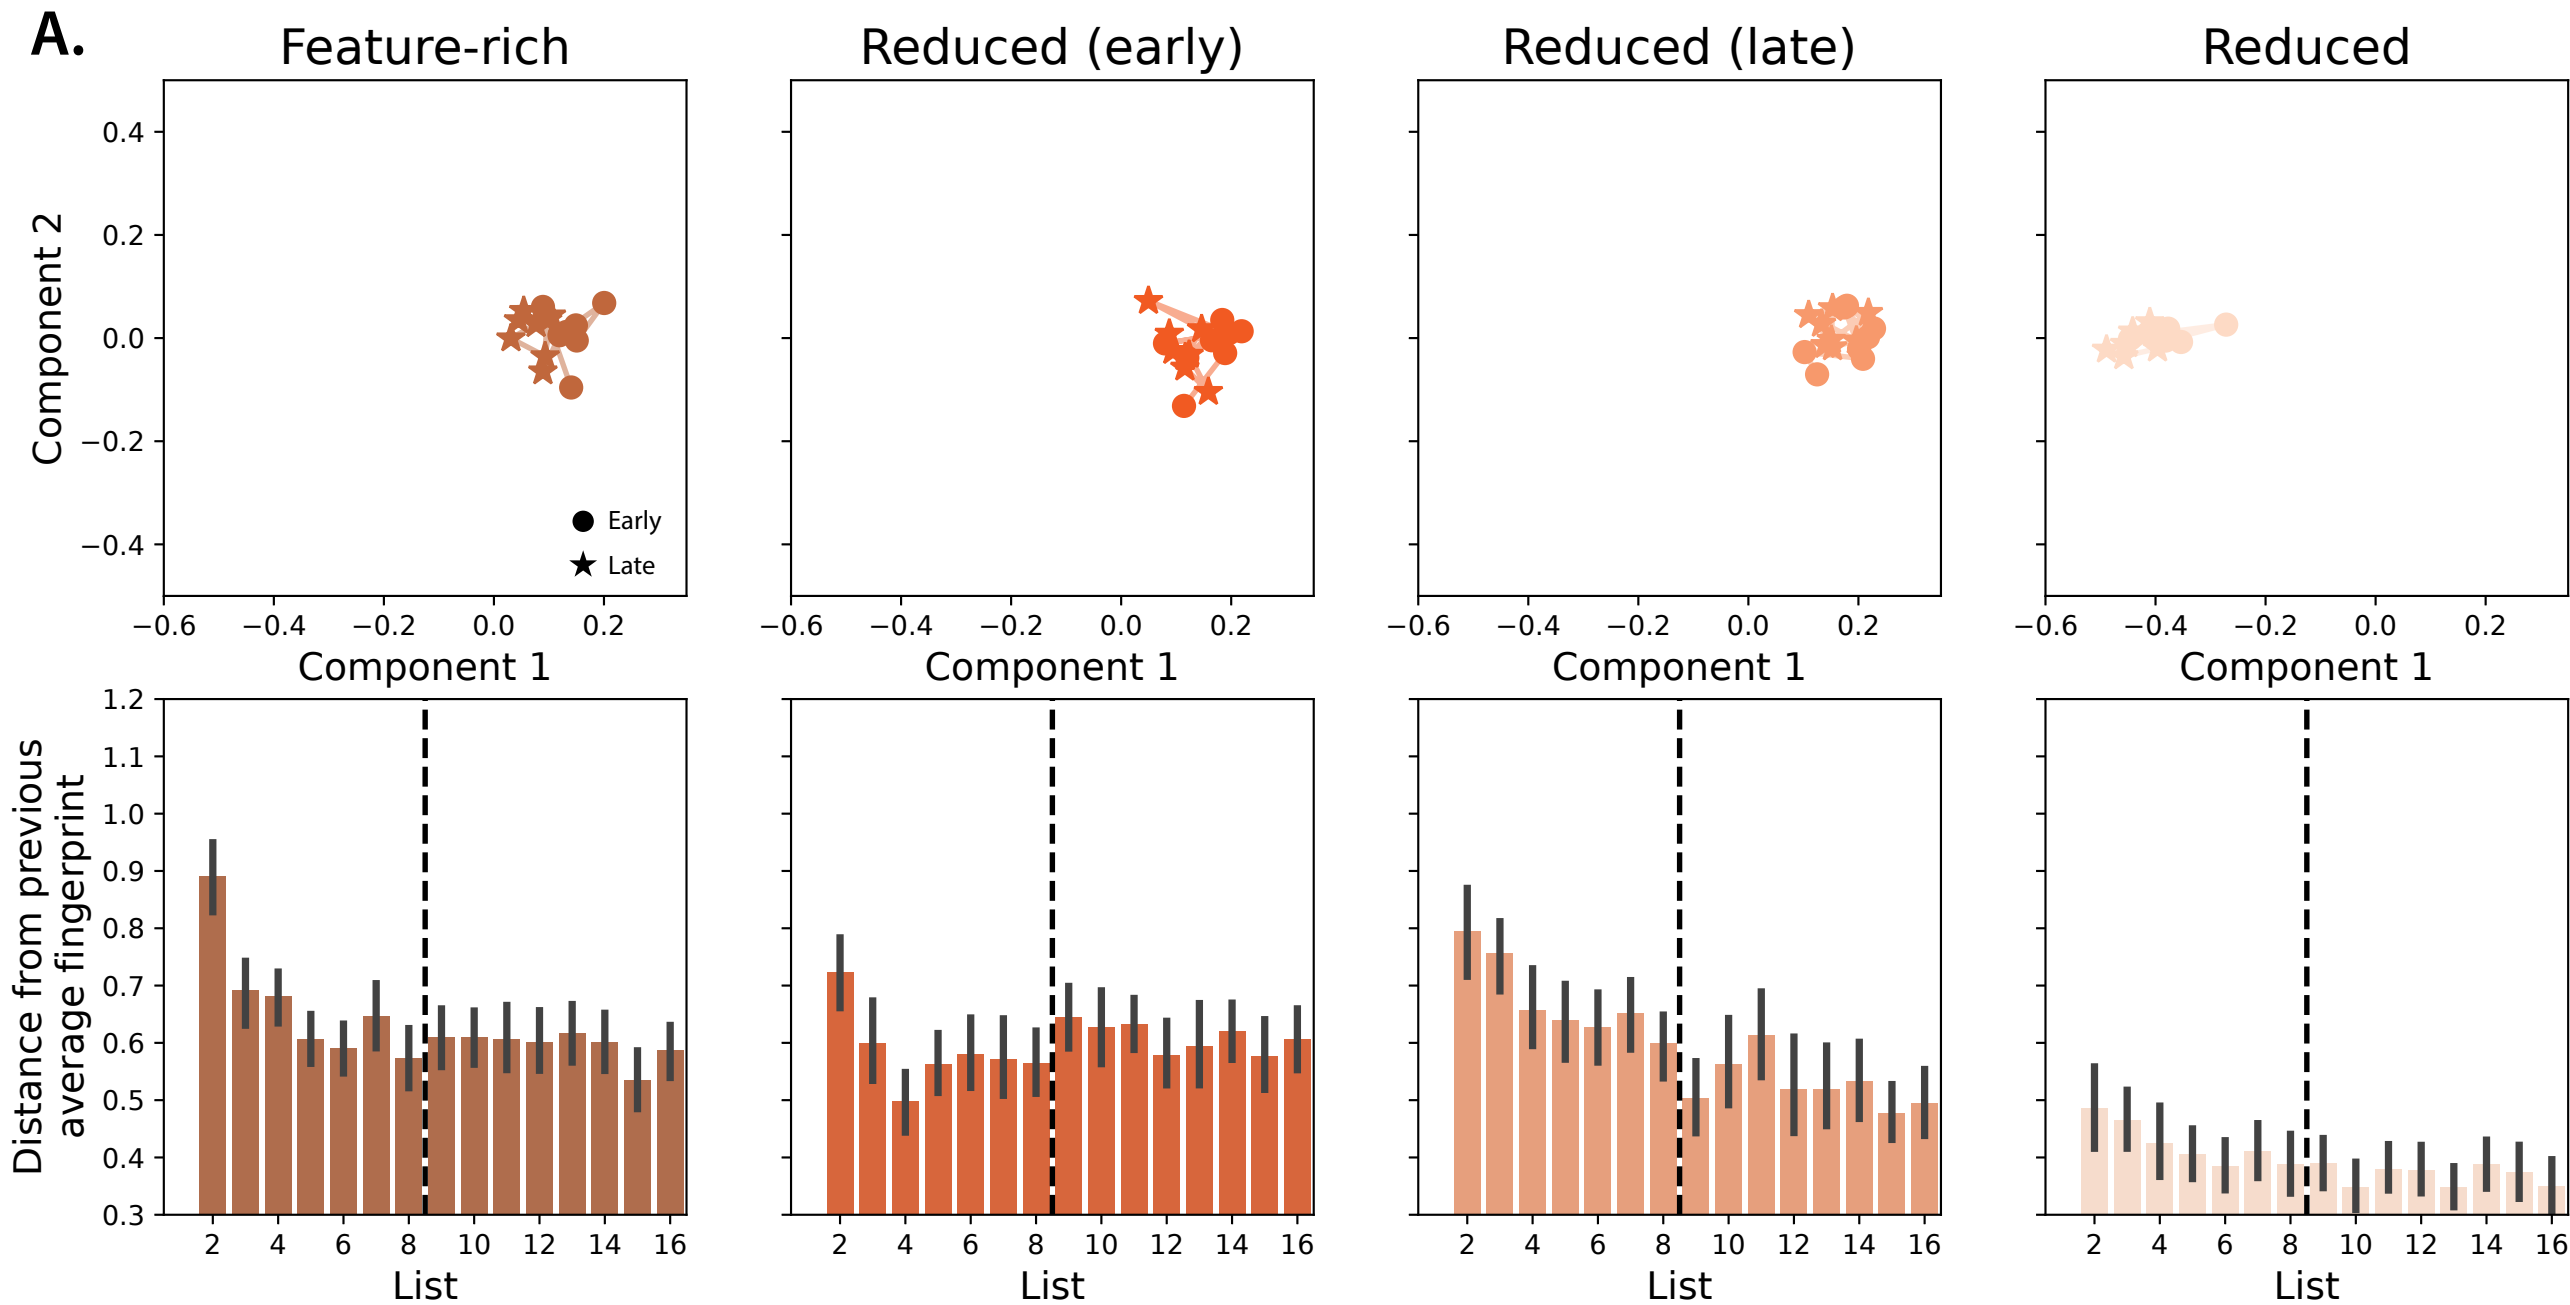 A.
Feature-rich
Reduced (early)
Reduced (late)
Reduced
Component 2
0.4
0.2
0.0
−0.2
−0.4
Early
Late
−0.6 −0.4 −0.2 0.0 0.2
−0.6 −0.4 −0.2 0.0 0.2
−0.6 −0.4 −0.2 0.0 0.2
−0.6 −0.4 −0.2 0.0 0.2
Component 1
Component 1
Component 1
Component 1
Distance from previous
average fingerprint
1.2
1.1
1.0
0.9
0.8
0.7
0.6
0.5
0.4
0.3
2 4 6 8 10 12 14 16
2 4 6 8 10 12 14 16
2 4 6 8 10 12 14 16
2 4 6 8 10 12 14 16
List
List
List
List